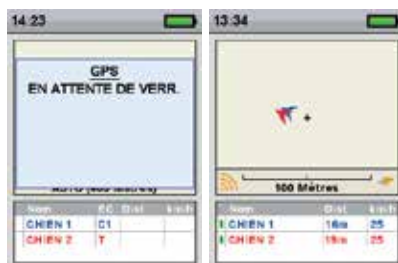 14:23
GPS
EN ATTENTE DE VERR.
Nom EC Dist km/h
CHIEN 1 C1
CHIEN 2 T
13:34
100 Mètres
Nom Dist km/h
CHIEN 1 16m 25
CHIEN 2 15m 25